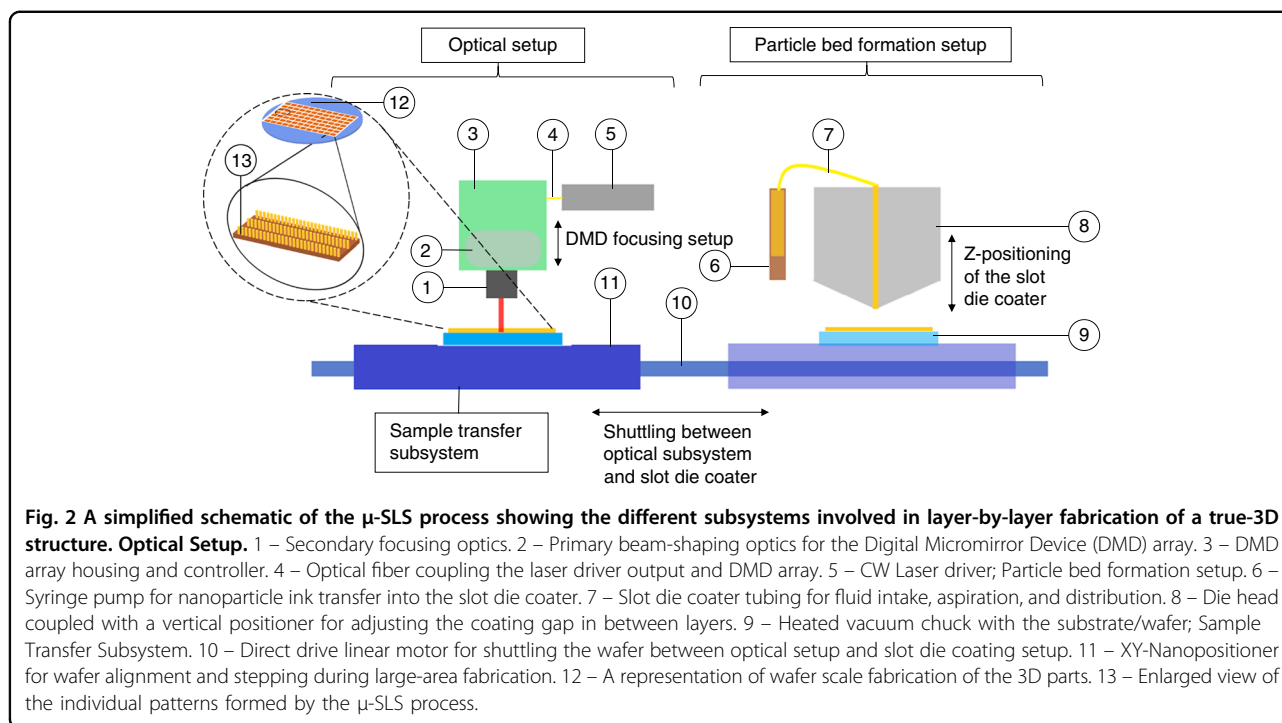 Optical setup
Particle bed formation setup
12
3
4
5
7
13
2
DMD focusing setup
8
6
Z-positioning
of the slot
die coater
1
11
10
9
Sample transfer
subsystem
Shuttling between
optical subsystem
and slot die coater
Fig. 2 A simplified schematic of the µ-SLS process showing the different subsystems involved in layer-by-layer fabrication of a true-3D
structure. Optical Setup. 1 – Secondary focusing optics. 2 – Primary beam-shaping optics for the Digital Micromirror Device (DMD) array. 3 – DMD
array housing and controller. 4 – Optical fiber coupling the laser driver output and DMD array. 5 – CW Laser driver; Particle bed formation setup. 6 –
Syringe pump for nanoparticle ink transfer into the slot die coater. 7 – Slot die coater tubing for fluid intake, aspiration, and distribution. 8 – Die head
coupled with a vertical positioner for adjusting the coating gap in between layers. 9 – Heated vacuum chuck with the substrate/wafer; Sample
Transfer Subsystem. 10 – Direct drive linear motor for shuttling the wafer between optical setup and slot die coating setup. 11 – XY-Nanopositioner
for wafer alignment and stepping during large-area fabrication. 12 – A representation of wafer scale fabrication of the 3D parts. 13 – Enlarged view of
the individual patterns formed by the µ-SLS process.